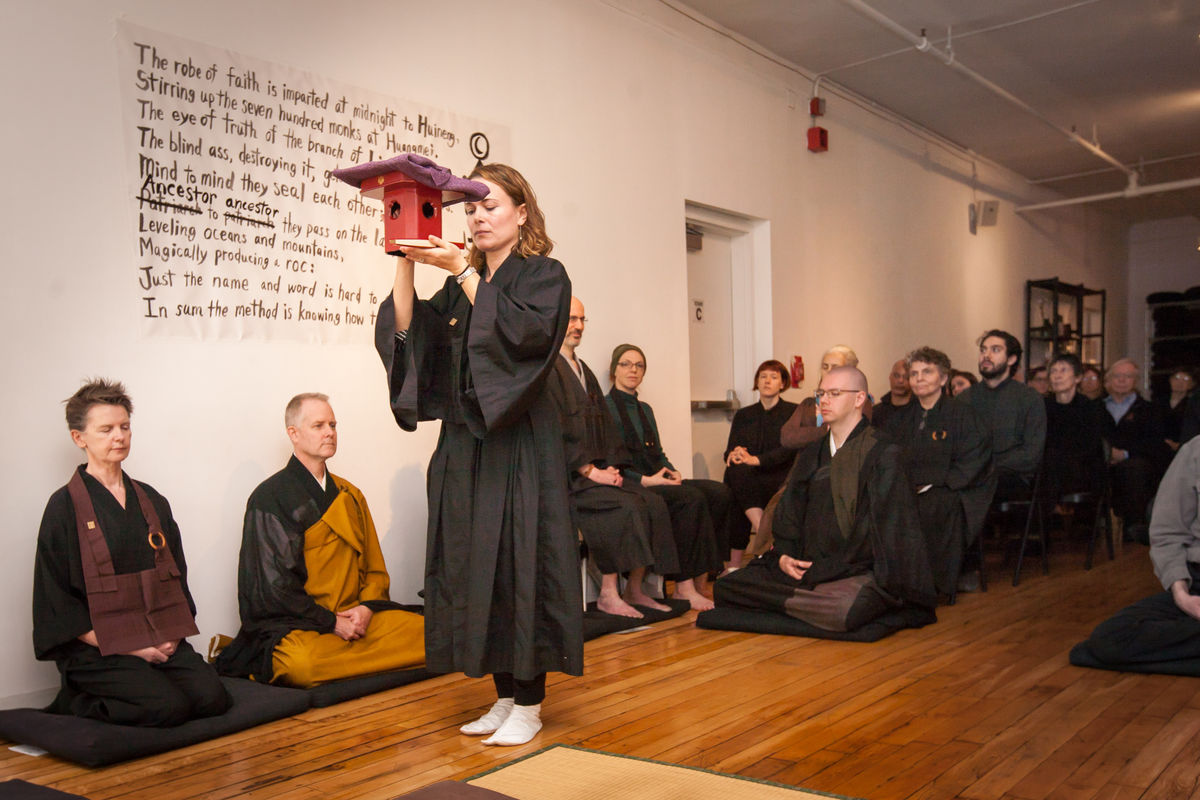 The robe of faith is imparted at midnight to Huineng,
Stirring up the seven hundred monks at Huangmei.
The eye of truth of the branch of
The blind ass, destroying it,
Mind to mind they seal each other;
Ancestor ancestor
Patriarch to patriarch they pass on the
Leveling oceans and mountains,
Magically producing a roc:
Just the name and word is hard to
In sum the method is knowing how
C